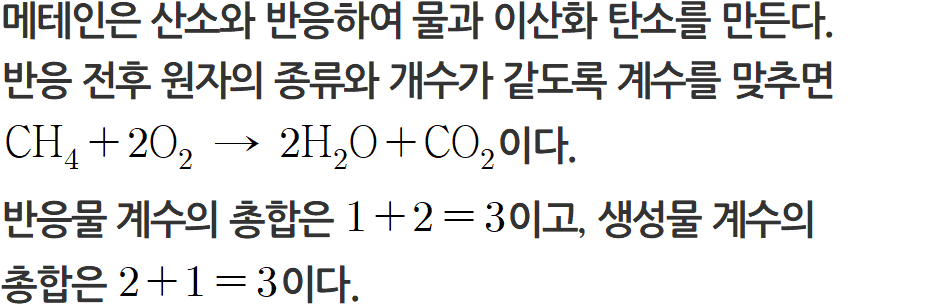 메테인은 산소와 반응하여 물과 이산화 탄소를 만든다.
반응 전후 원자의 종류와 개수가 같도록 계수를 맞추면
CH₄+2O₂ → 2H₂O+CO₂이다.
반응물 계수의 총합은 1+2=3이고, 생성물 계수의
총합은 2+1=3이다.